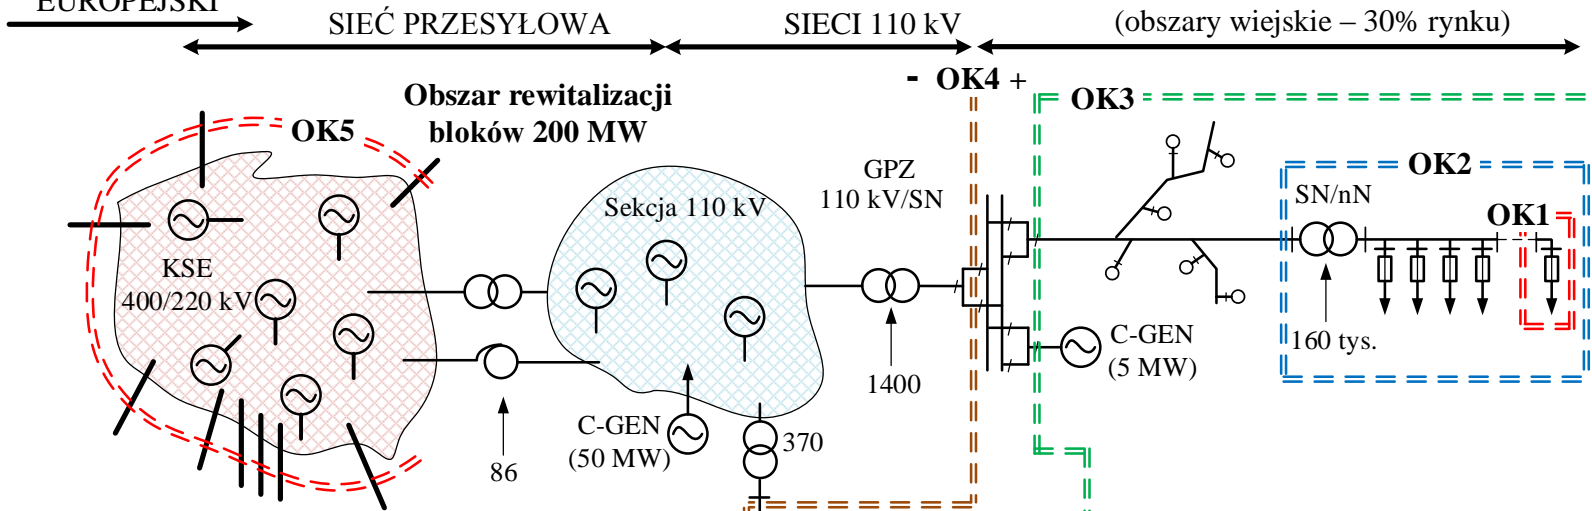 EUROPEJSKI
SIEĆ PRZESYŁOWA
SIECI 110 kV
(obszary wiejskie – 30% rynku)
- OK4 +
OK3
Obszar rewitalizacji
bloków 200 MW
OK5
GPZ
110 kV/SN
OK2
SN/nN
OK1
Sekcja 110 kV
KSE
400/220 kV
160 tys.
C-GEN
(5 MW)
1400
C-GEN
(50 MW)
370
86